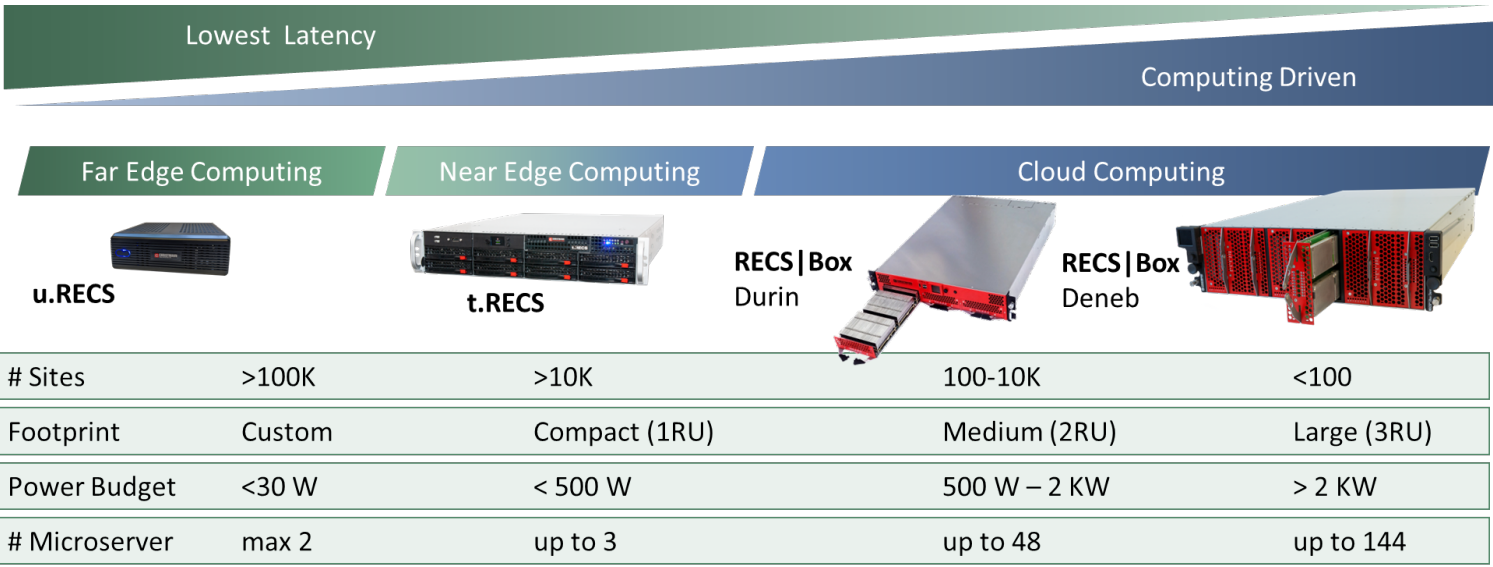 Lowest Latency
Computing Driven
Far Edge Computing
Near Edge Computing
Cloud Computing
u.RECS
t.RECS
RECS|Box
Durin
RECS|Box
Deneb
# Sites >100K >10K 100-10K <100
Footprint Custom Compact (1RU) Medium (2RU) Large (3RU)
Power Budget <30 W < 500 W 500 W – 2 KW > 2 KW
# Microserver max 2 up to 3 up to 48 up to 144